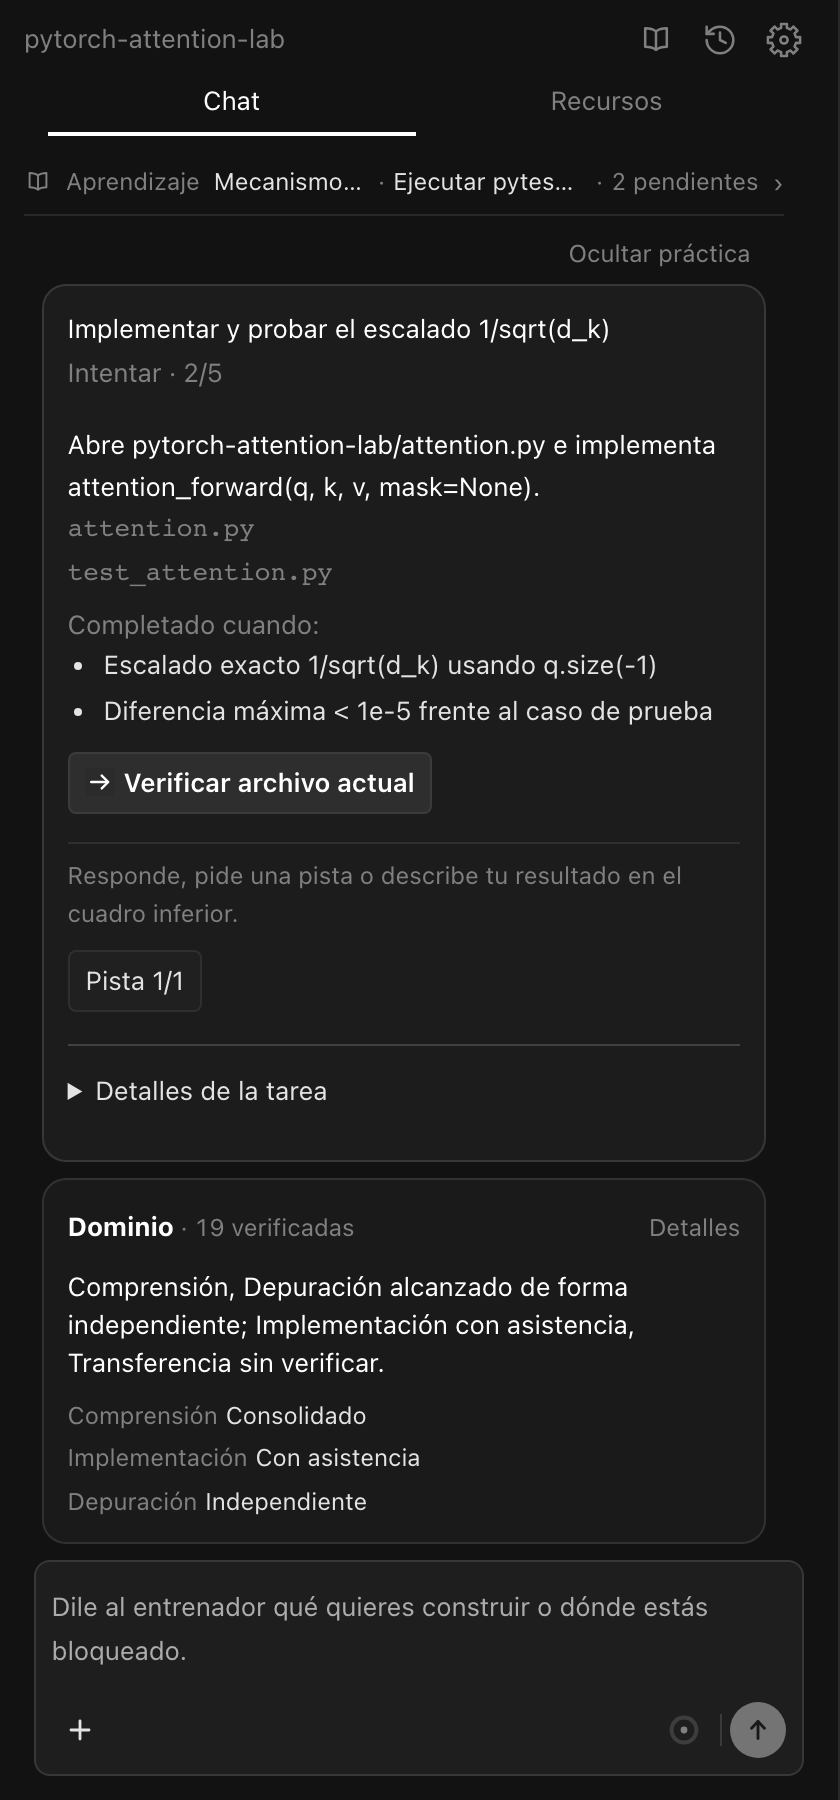 pytorch-attention-lab
Chat
Recursos
Aprendizaje Mecanismo... · Ejecutar pytes... · 2 pendientes ›
Ocultar práctica
Implementar y probar el escalado 1/sqrt(d_k)
Intentar · 2/5
Abre pytorch-attention-lab/attention.py e implementa
attention_forward(q, k, v, mask=None).
attention.py
test_attention.py
Completado cuando:
• Escalado exacto 1/sqrt(d_k) usando q.size(-1)
• Diferencia máxima < 1e-5 frente al caso de prueba
→ Verificar archivo actual
Responde, pide una pista o describe tu resultado en el
cuadro inferior.
Pista 1/1
▶ Detalles de la tarea
Dominio · 19 verificadas
Detalles
Comprensión, Depuración alcanzado de forma
independiente; Implementación con asistencia,
Transferencia sin verificar.
Comprensión Consolidado
Implementación Con asistencia
Depuración Independiente
Dile al entrenador qué quieres construir o dónde estás
bloqueado.